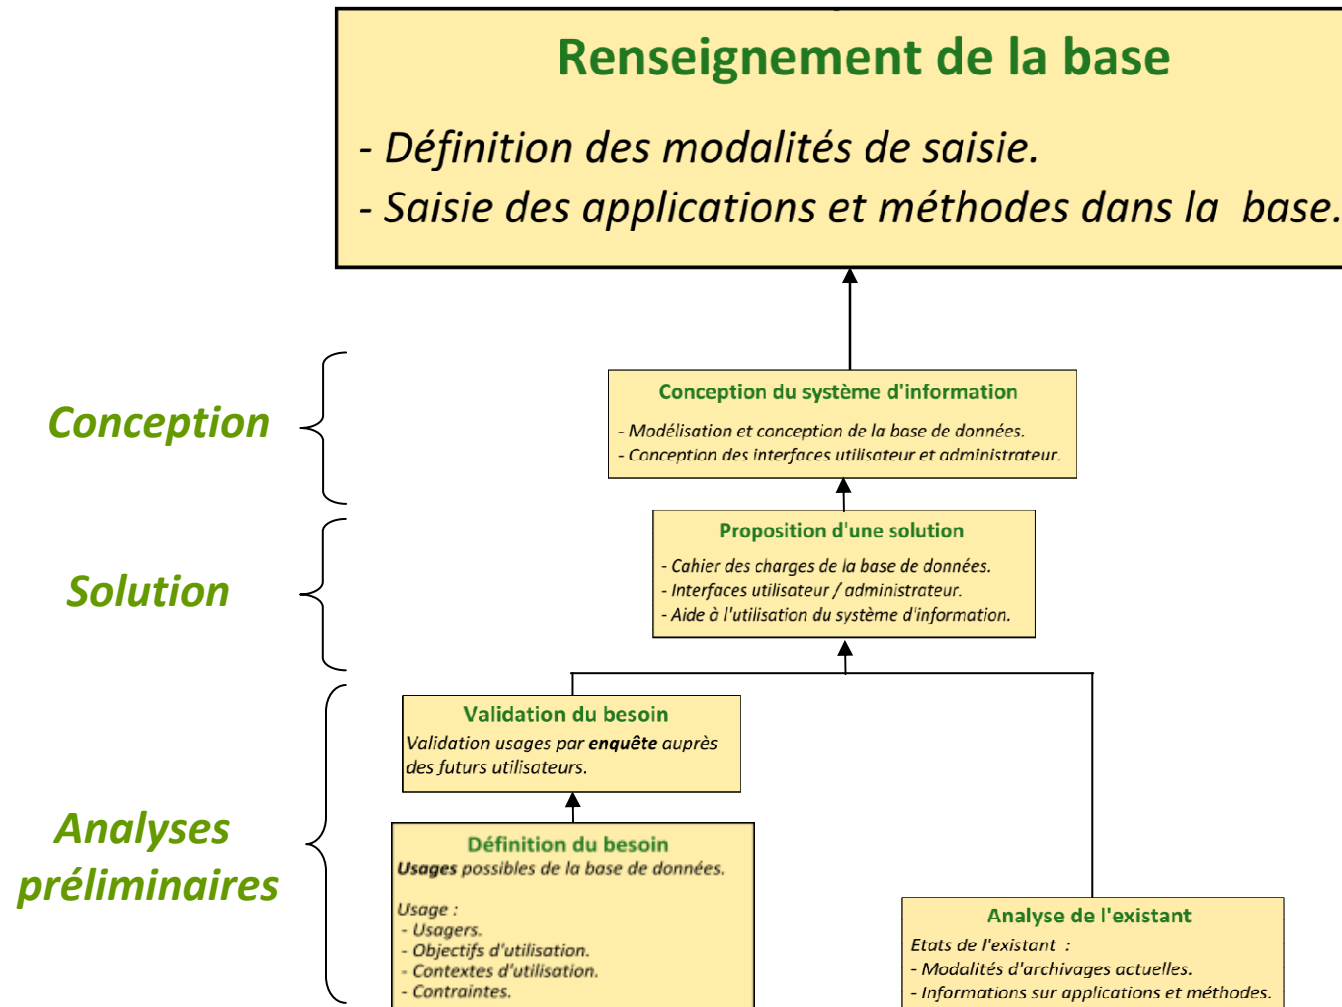 Renseignement de la base
- Définition des modalités de saisie.
- Saisie des applications et méthodes dans la base.
Conception
Conception du système d'information
- Modélisation et conception de la base de données.
- Conception des interfaces utilisateur et administrateur.
Solution
Proposition d'une solution
- Cahier des charges de la base de données.
- Interfaces utilisateur / administrateur.
- Aide à l'utilisation du système d'information.
Analyses
préliminaires
Validation du besoin
Validation usages par enquête auprès
des futurs utilisateurs.
Définition du besoin
Usages possibles de la base de données.
Usage :
- Usagers.
- Objectifs d'utilisation.
- Contextes d'utilisation.
- Contraintes.
Analyse de l'existant
Etats de l'existant :
- Modalités d'archivages actuelles.
- Informations sur applications et méthodes.